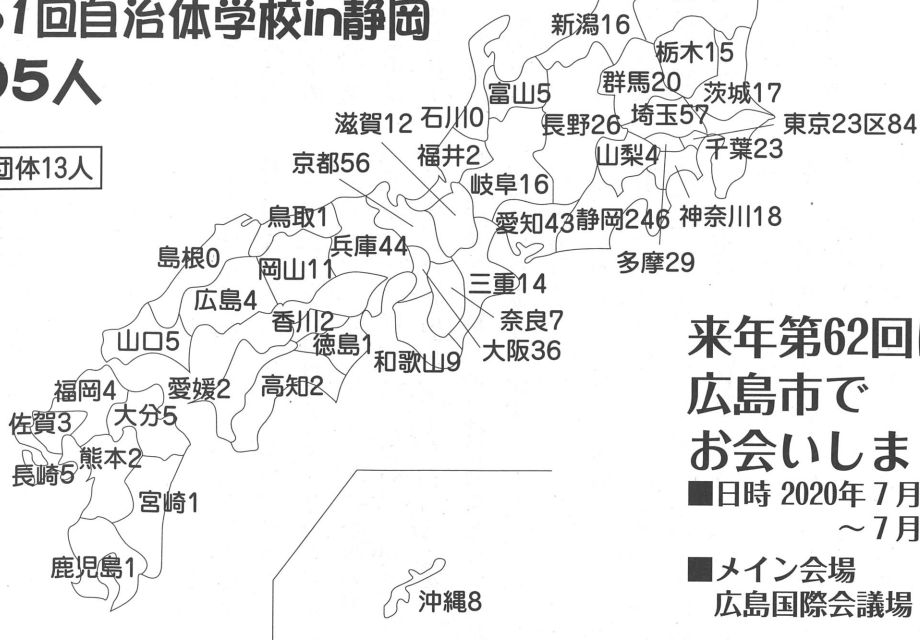 1回自治体学校in静岡
05人
団体13人
新潟16
栃木15
群馬20
茨城17
富山5
埼玉57
滋賀12
石川0
長野26
東京23区84
京都56
福井2
山梨4
千葉23
岐阜16
鳥取1
愛知43
静岡246
神奈川18
兵庫44
島根0
岡山11
多摩29
三重14
広島4
香川2
奈良7
山口5
徳島1
大阪36
和歌山9
福岡4
愛媛2
高知2
佐賀3
大分5
長崎5
熊本2
宮崎1
鹿児島1
沖縄8
来年第62回
広島市で
お会いしま
■日時 2020年7月
～7月
■メイン会場
広島国際会議場